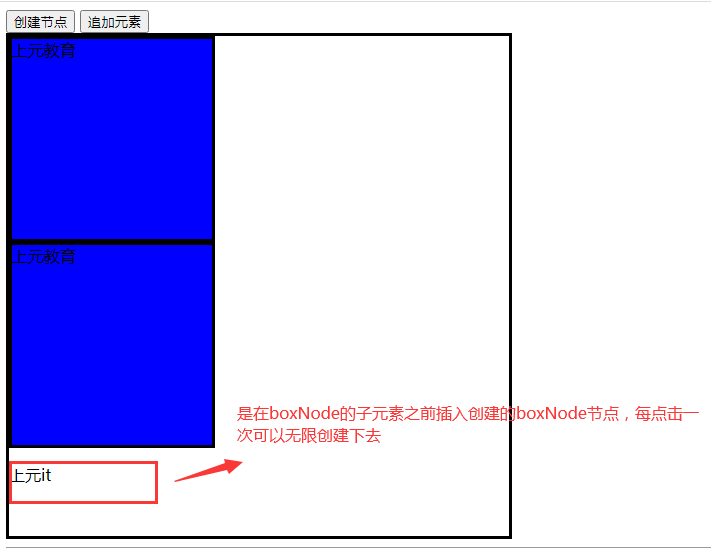 创建节点 追加元素
上元教育
上元教育
是在boxNode的子元素之前插入创建的boxNode节点，每点击一
次可以无限创建下去
上元it